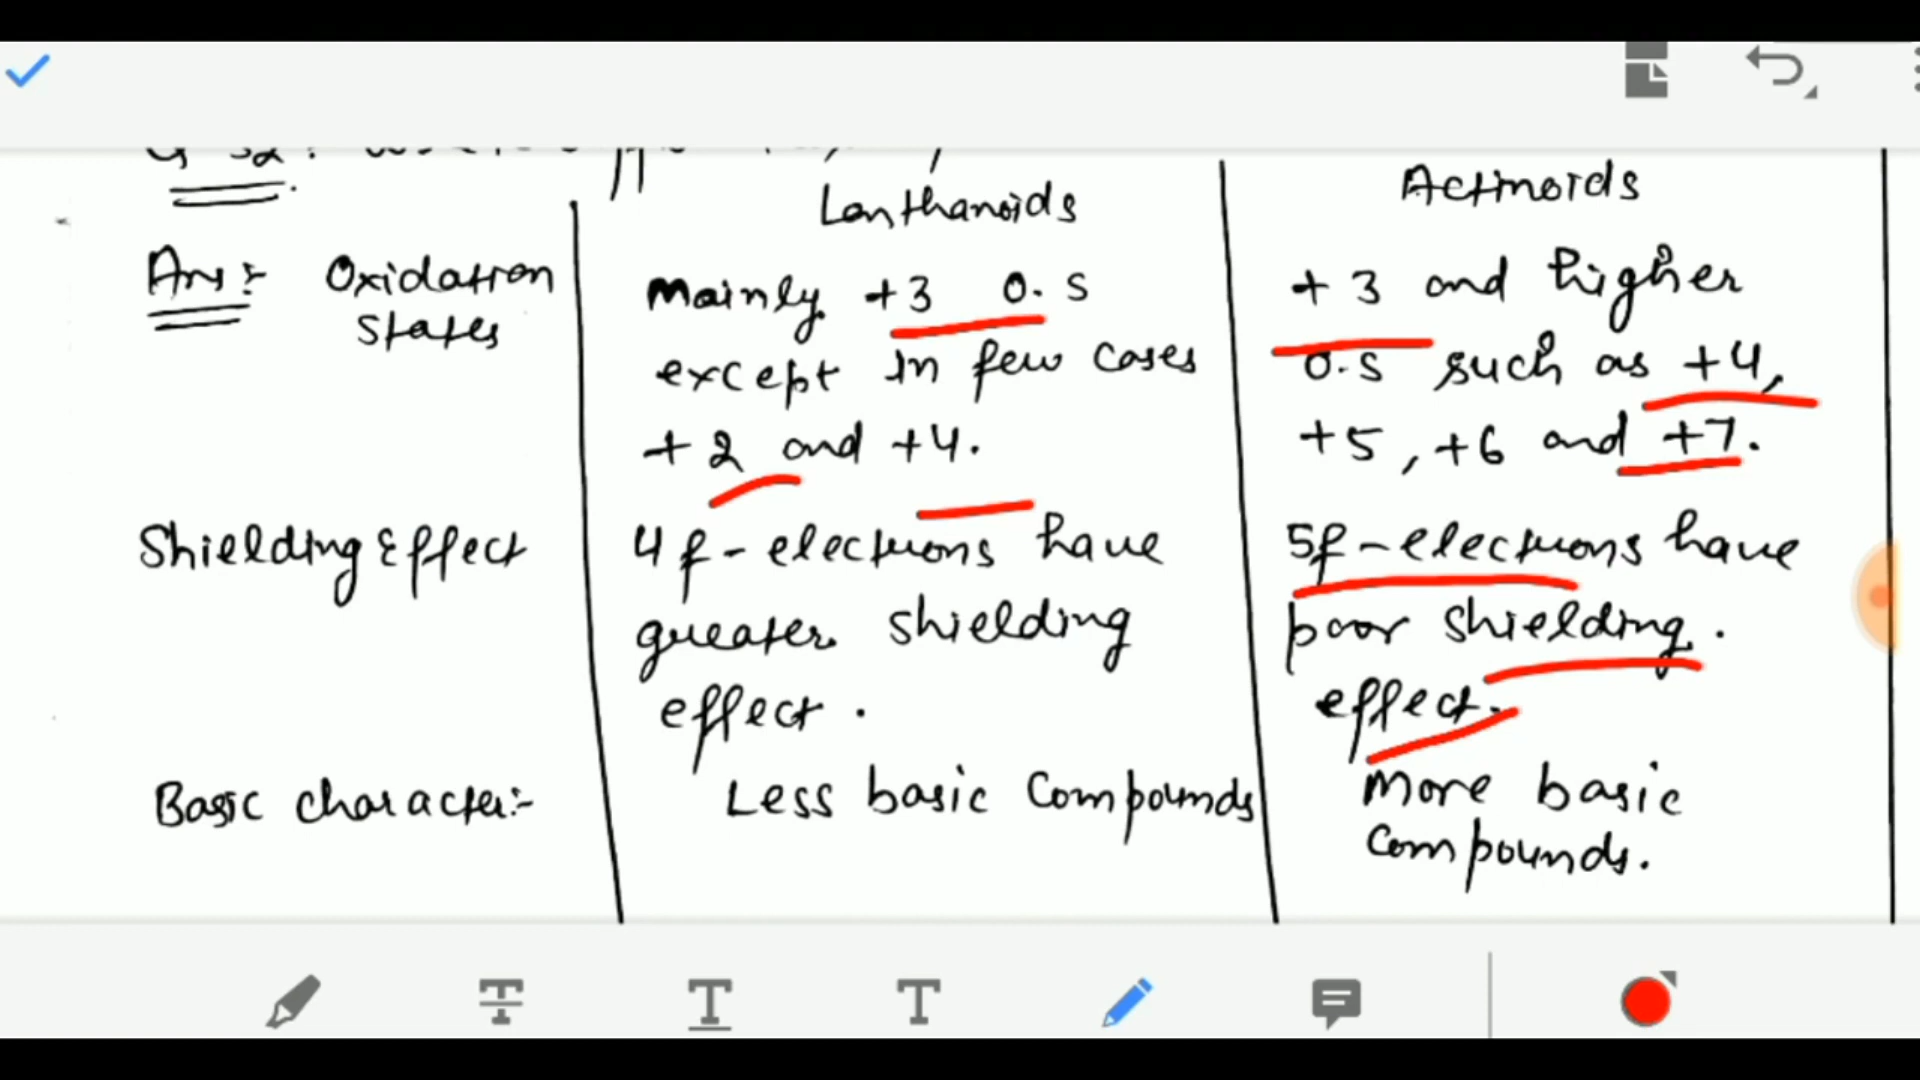 Lanthanoids
Actinoids
Ans:- Oxidation
States
Mainly +3 O.S
except in few cases
+2 and +4.
+3 and higher
O.S such as +4,
+5, +6 and +7.
Shielding Effect
4f-electrons have
greater shielding
effect.
5f-electrons have
poor shielding.
effect.
Basic character:-
Less basic Compounds
More basic
Compounds.